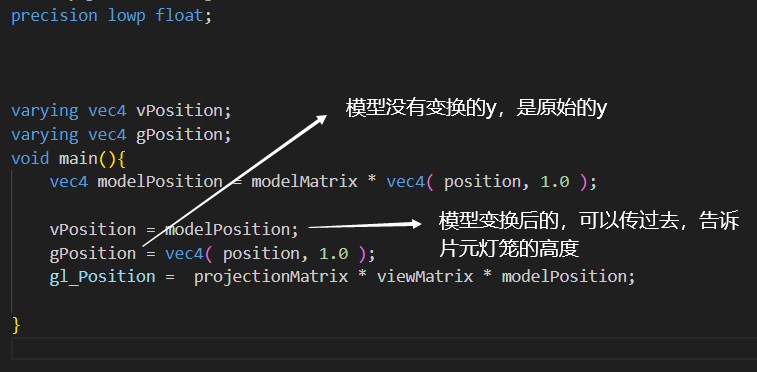 precision lowp float;
varying vec4 vPosition;
varying vec4 gPosition;
void main(){
vec4 modelPosition = modelMatrix * vec4( position, 1.0 );
vPosition = modelPosition;
gPosition = vec4( position, 1.0 );
gl_Position =  projectionMatrix * viewMatrix * modelPosition;
}
模型没有变换的y，是原始的y
模型变换后的，可以传过去，告诉
片元灯笼的高度